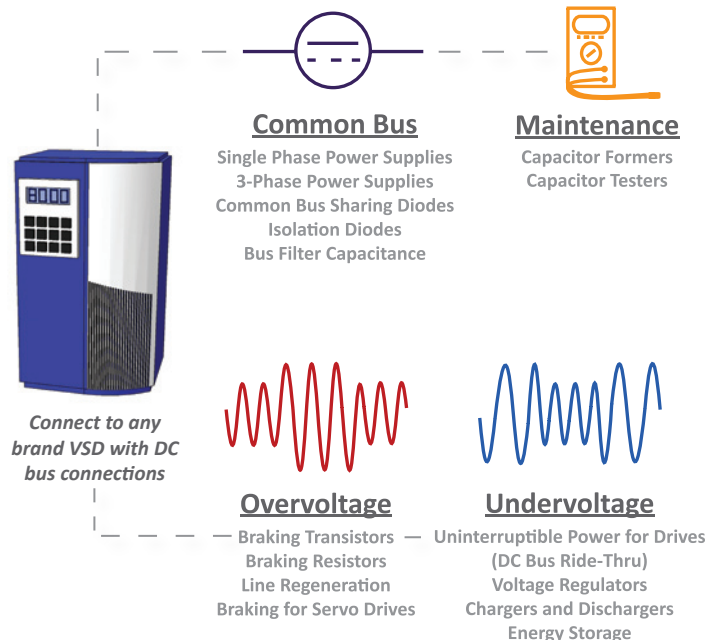 Common Bus
Single Phase Power Supplies
3-Phase Power Supplies
Common Bus Sharing Diodes
Isolation Diodes
Bus Filter Capacitance
Maintenance
Capacitor Formers
Capacitor Testers
8000
Connect to any
brand VSD with DC
bus connections
Overvoltage
Braking Transistors
Braking Resistors
Line Regeneration
Braking for Servo Drives
Undervoltage
Uninterruptible Power for Drives
(DC Bus Ride-Thru)
Voltage Regulators
Chargers and Dischargers
Energy Storage